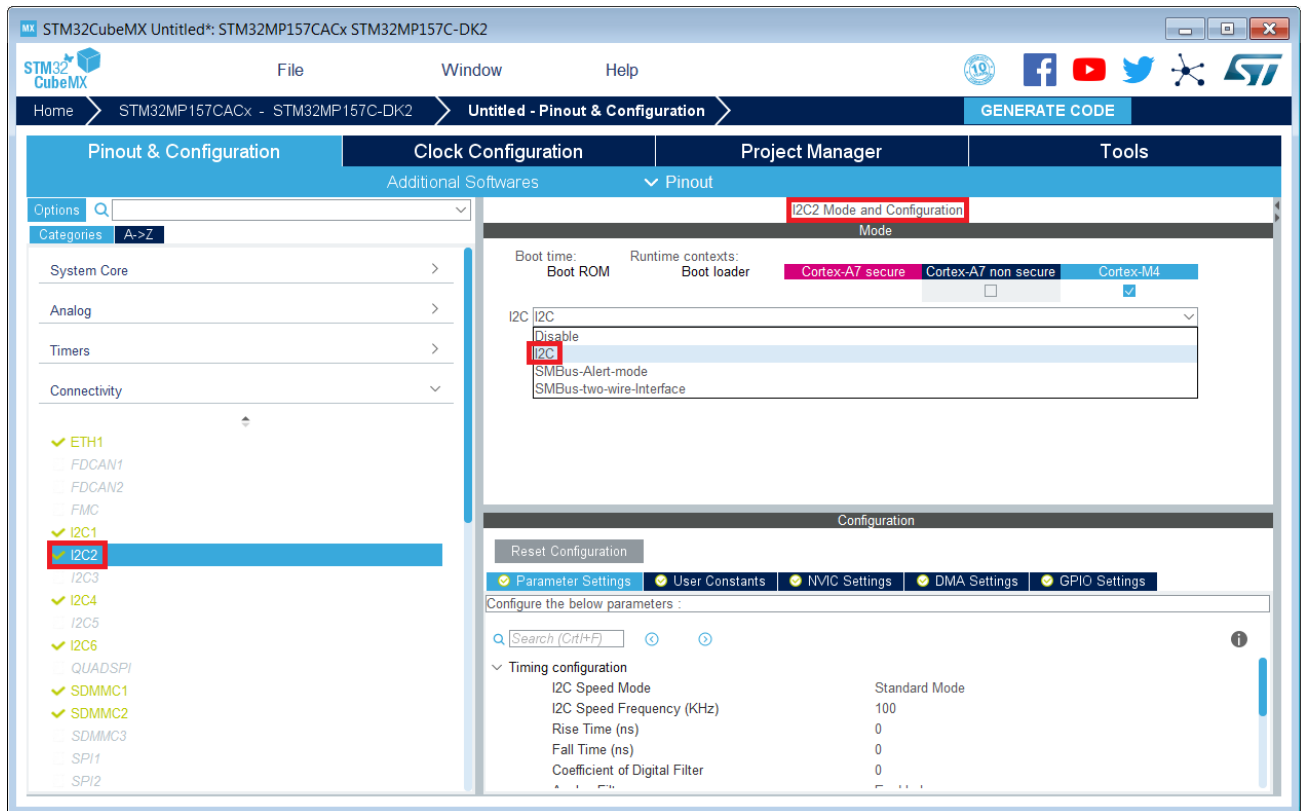 MX STM32CubeMX Untitled*: STM32MP157CACx STM32MP157C-DK2
STM32 CubeMX
File Window Help
10
Home STM32MP157CACx - STM32MP157C-DK2 Untitled - Pinout & Configuration GENERATE CODE
Pinout & Configuration Clock Configuration Project Manager Tools
Additional Softwares Pinout
Options
Categories A->Z
System Core
Analog
Timers
Connectivity
ETH1
FDCAN1
FDCAN2
FMC
I2C1
I2C2
I2C3
I2C4
I2C5
I2C6
QUADSPI
SDMMC1
SDMMC2
SDMMC3
SPI1
SPI2
I2C2 Mode and Configuration
Mode
Boot time: Runtime contexts:
Boot ROM Boot loader Cortex-A7 secure Cortex-A7 non secure Cortex-M4
I2C I2C
Disable
I2C
SMBus-Alert-mode
SMBus-two-wire-Interface
Configuration
Reset Configuration
Parameter Settings User Constants NVIC Settings DMA Settings GPIO Settings
Configure the below parameters :
Search (Crtl+F)
Timing configuration
I2C Speed Mode Standard Mode
I2C Speed Frequency (KHz) 100
Rise Time (ns) 0
Fall Time (ns) 0
Coefficient of Digital Filter 0